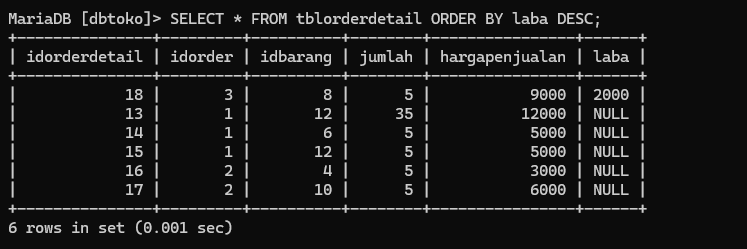 MariaDB [dbtoko]> SELECT * FROM tblorderdetail ORDER BY laba DESC;
+---------------+---------+----------+--------+----------------+------+
| idorderdetail | idorder | idbarang | jumlah | hargapenjualan | laba |
+---------------+---------+----------+--------+----------------+------+
|            18 |       3 |        8 |      5 |           9000 | 2000 |
|            13 |       1 |       12 |     35 |          12000 | NULL |
|            14 |       1 |        6 |      5 |           5000 | NULL |
|            15 |       1 |       12 |      5 |           5000 | NULL |
|            16 |       2 |        4 |      5 |           3000 | NULL |
|            17 |       2 |       10 |      5 |           6000 | NULL |
+---------------+---------+----------+--------+----------------+------+
6 rows in set (0.001 sec)